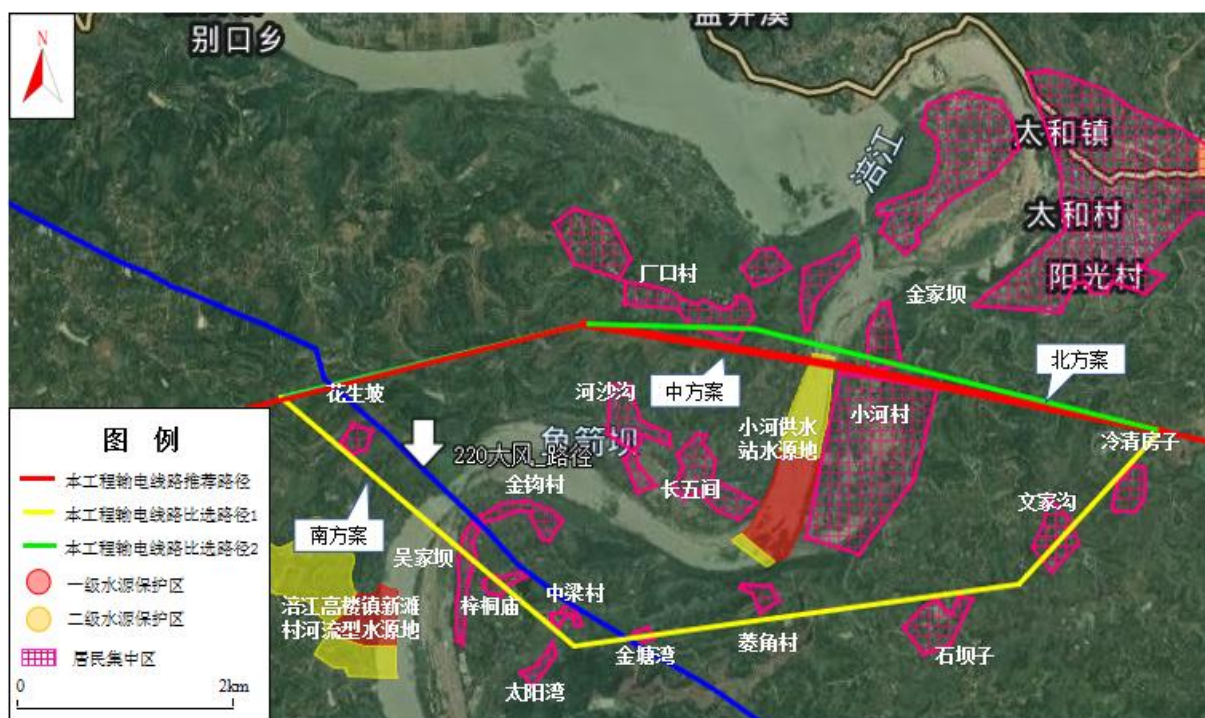 N
别口乡
盐井溪
太和镇
涪江
太和村
阳光村
厂口村
金家坝
北方案
中方案
花生坡
河沙沟
小河供水
站水源地
小河村
冷清房子
鱼箭坝
220大风_路径
金钧村
长五间
文家沟
南方案
吴家坝
中梁村
梓桐庙
涪江高楼镇新滩
村河流型水源地
金塘湾
菱角村
石坝子
太阳湾
图 例
本工程输电线路推荐路径
本工程输电线路比选路径1
本工程输电线路比选路径2
一级水源保护区
二级水源保护区
居民集中区
0 2km